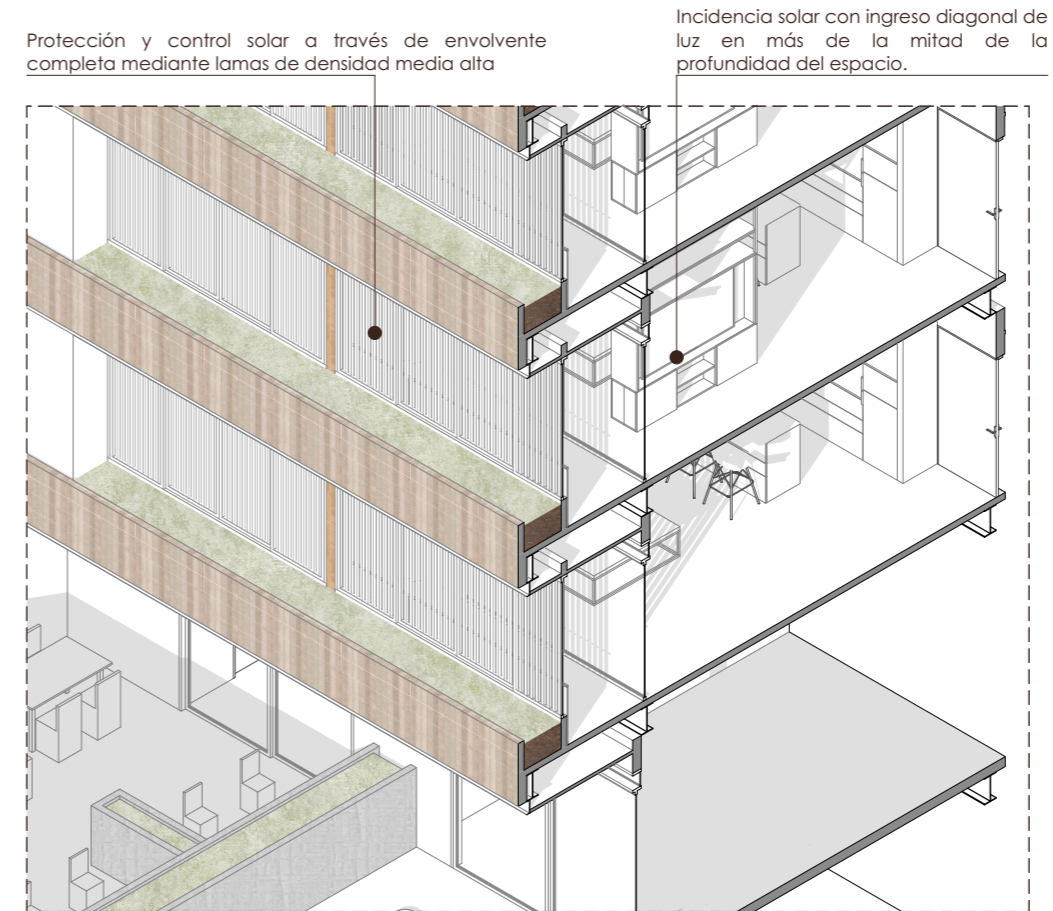 Protección y control solar a través de envolvente
completa mediante lamas de densidad media alta
Incidencia solar con ingreso diagonal de
luz en más de la mitad de la
profundidad del espacio.